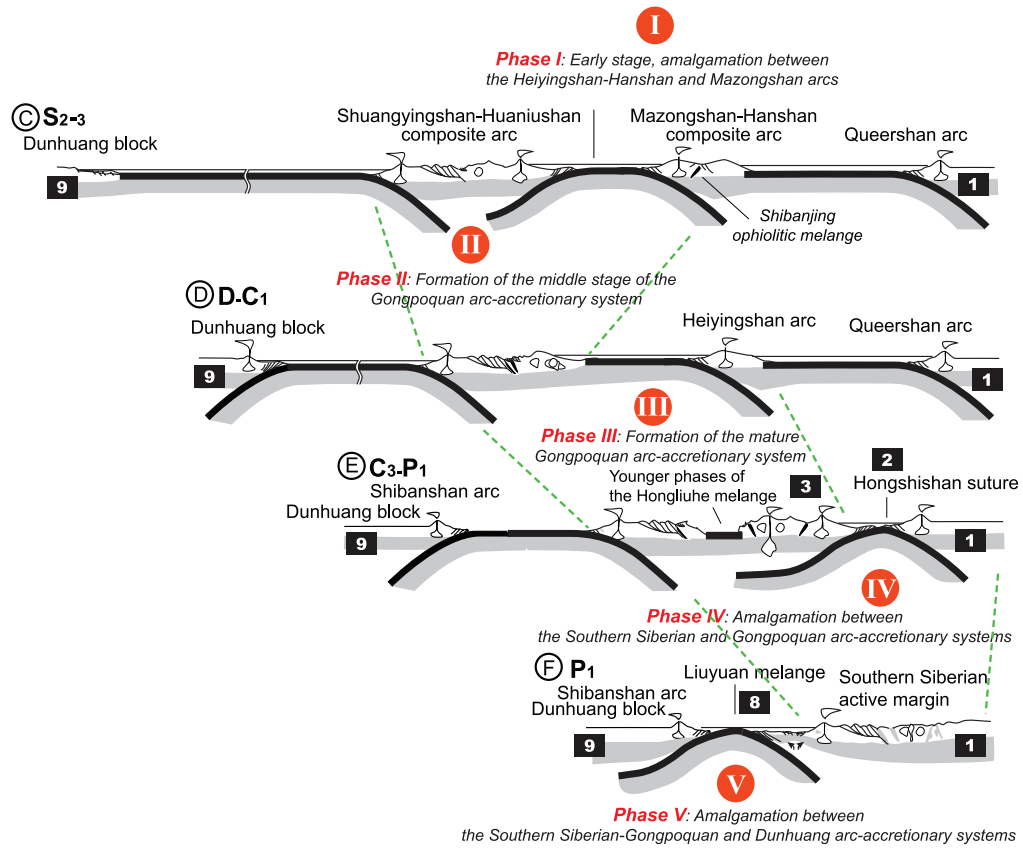 I
Phase I: Early stage, amalgamation between
the Heiyingshan-Hanshan and Mazongshan arcs
C S2-3
Dunhuang block
Shuangyingshan-Huaniushan
composite arc
Mazongshan-Hanshan
composite arc
Queershan arc
9
1
Shibanjing
ophiolitic melange
II
Phase II: Formation of the middle stage of the
Gongpoquan arc-accretionary system
D D-C1
Dunhuang block
Heiyingshan arc
Queershan arc
9
1
III
Phase III: Formation of the mature
Gongpoquan arc-accretionary system
E C3-P1
Shibanshan arc
Dunhuang block
Younger phases of
the Hongliuhe melange
3
2
Hongshishan suture
9
1
IV
Phase IV: Amalgamation between
the Southern Siberian and Gongpoquan arc-accretionary systems
F P1
Shibanshan arc
Dunhuang block
Liuyuan melange
8
Southern Siberian
active margin
9
1
V
Phase V: Amalgamation between
the Southern Siberian-Gongpoquan and Dunhuang arc-accretionary systems